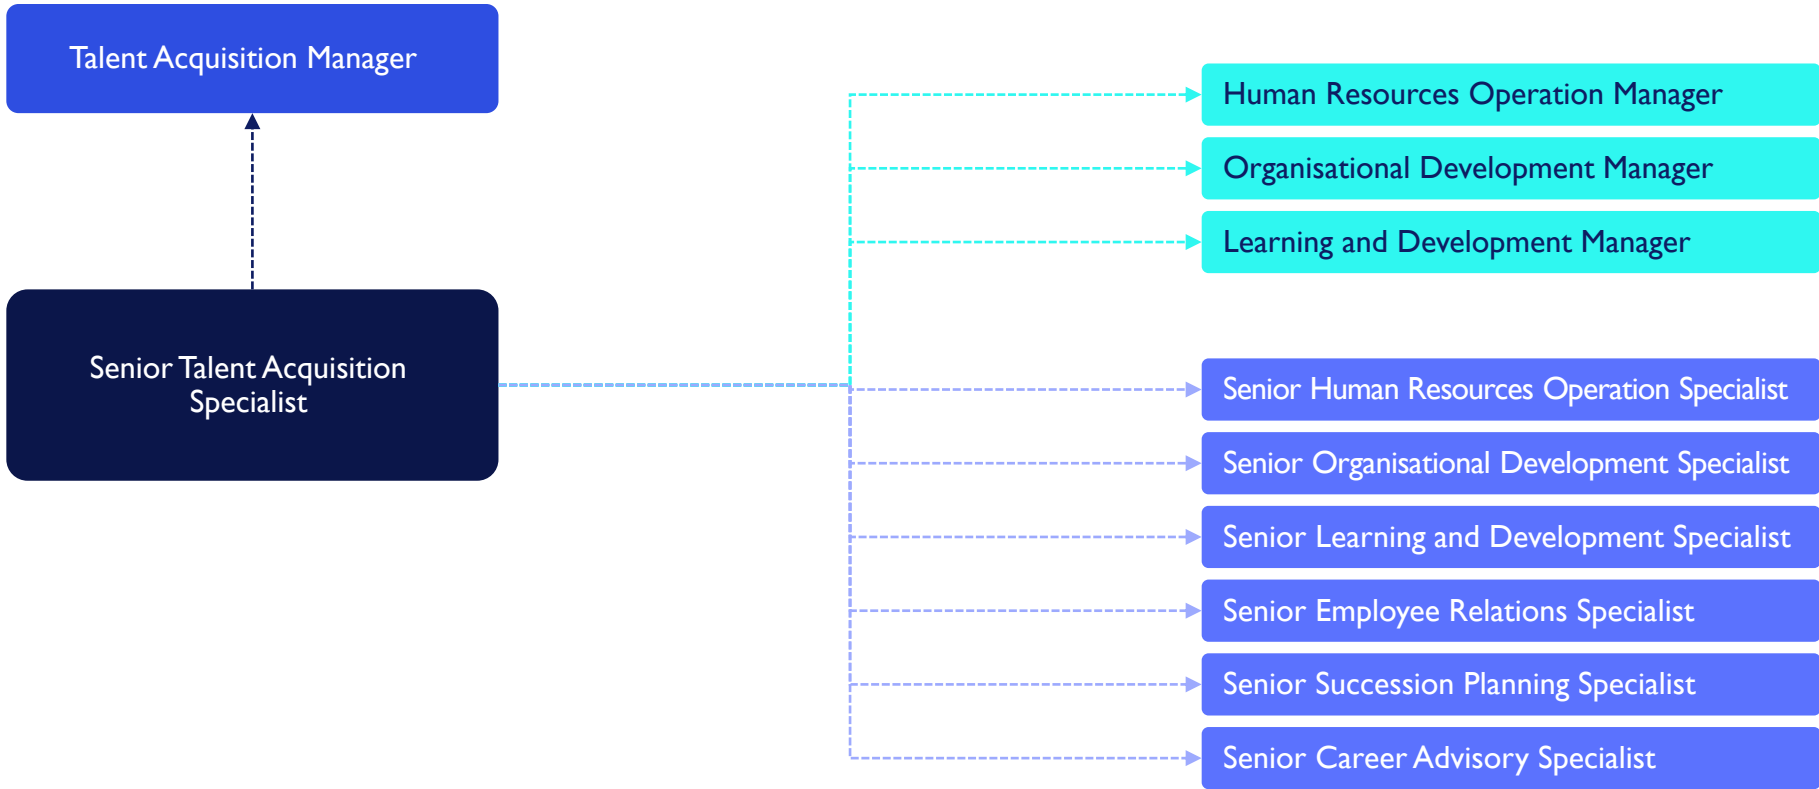 Talent Acquisition Manager
Senior Talent Acquisition
Specialist
Human Resources Operation Manager
Organisational Development Manager
Learning and Development Manager
Senior Human Resources Operation Specialist
Senior Organisational Development Specialist
Senior Learning and Development Specialist
Senior Employee Relations Specialist
Senior Succession Planning Specialist
Senior Career Advisory Specialist